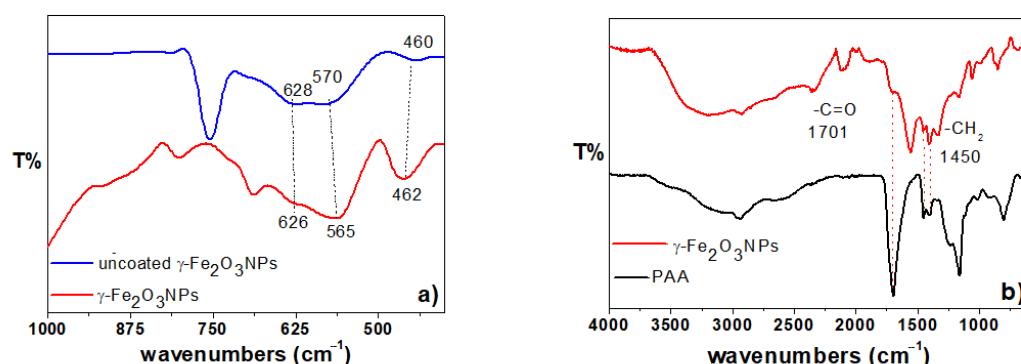 460
628 570
T%
462
626 565
uncoated γ-Fe₂O₃NPs
γ-Fe₂O₃NPs
a)
1000 875 750 625 500
wavenumbers (cm⁻¹)
-C=O
1701
-CH₂
1450
T%
γ-Fe₂O₃NPs
PAA
b)
4000 3500 3000 2500 2000 1500 1000
wavenumbers (cm⁻¹)